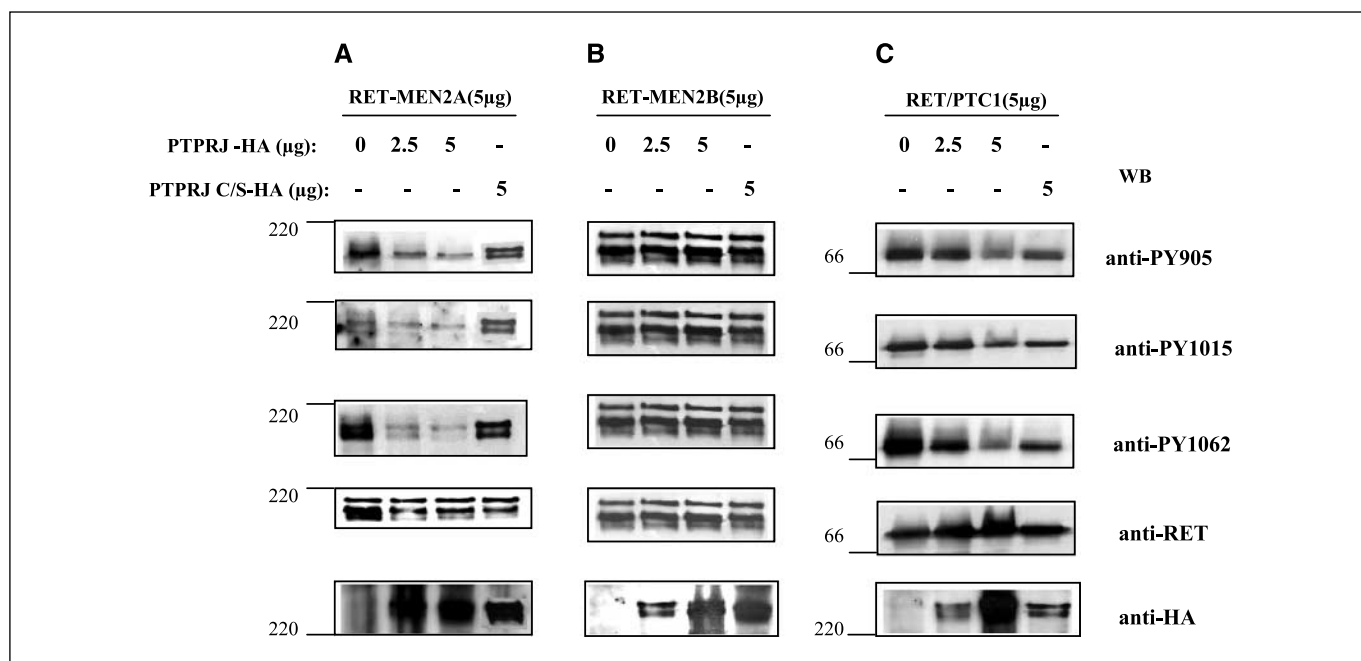 A B C
RET-MEN2A(5µg) RET-MEN2B(5µg) RET/PTC1(5µg)
PTPRJ -HA (µg): 0 2.5 5 - 0 2.5 5 - 0 2.5 5 -
WB
PTPRJ C/S-HA (µg): - - - 5 - - - 5 - - - 5
220
66 anti-PY905
220
66 anti-PY1015
220
66 anti-PY1062
220
66 anti-RET
220 220 anti-HA